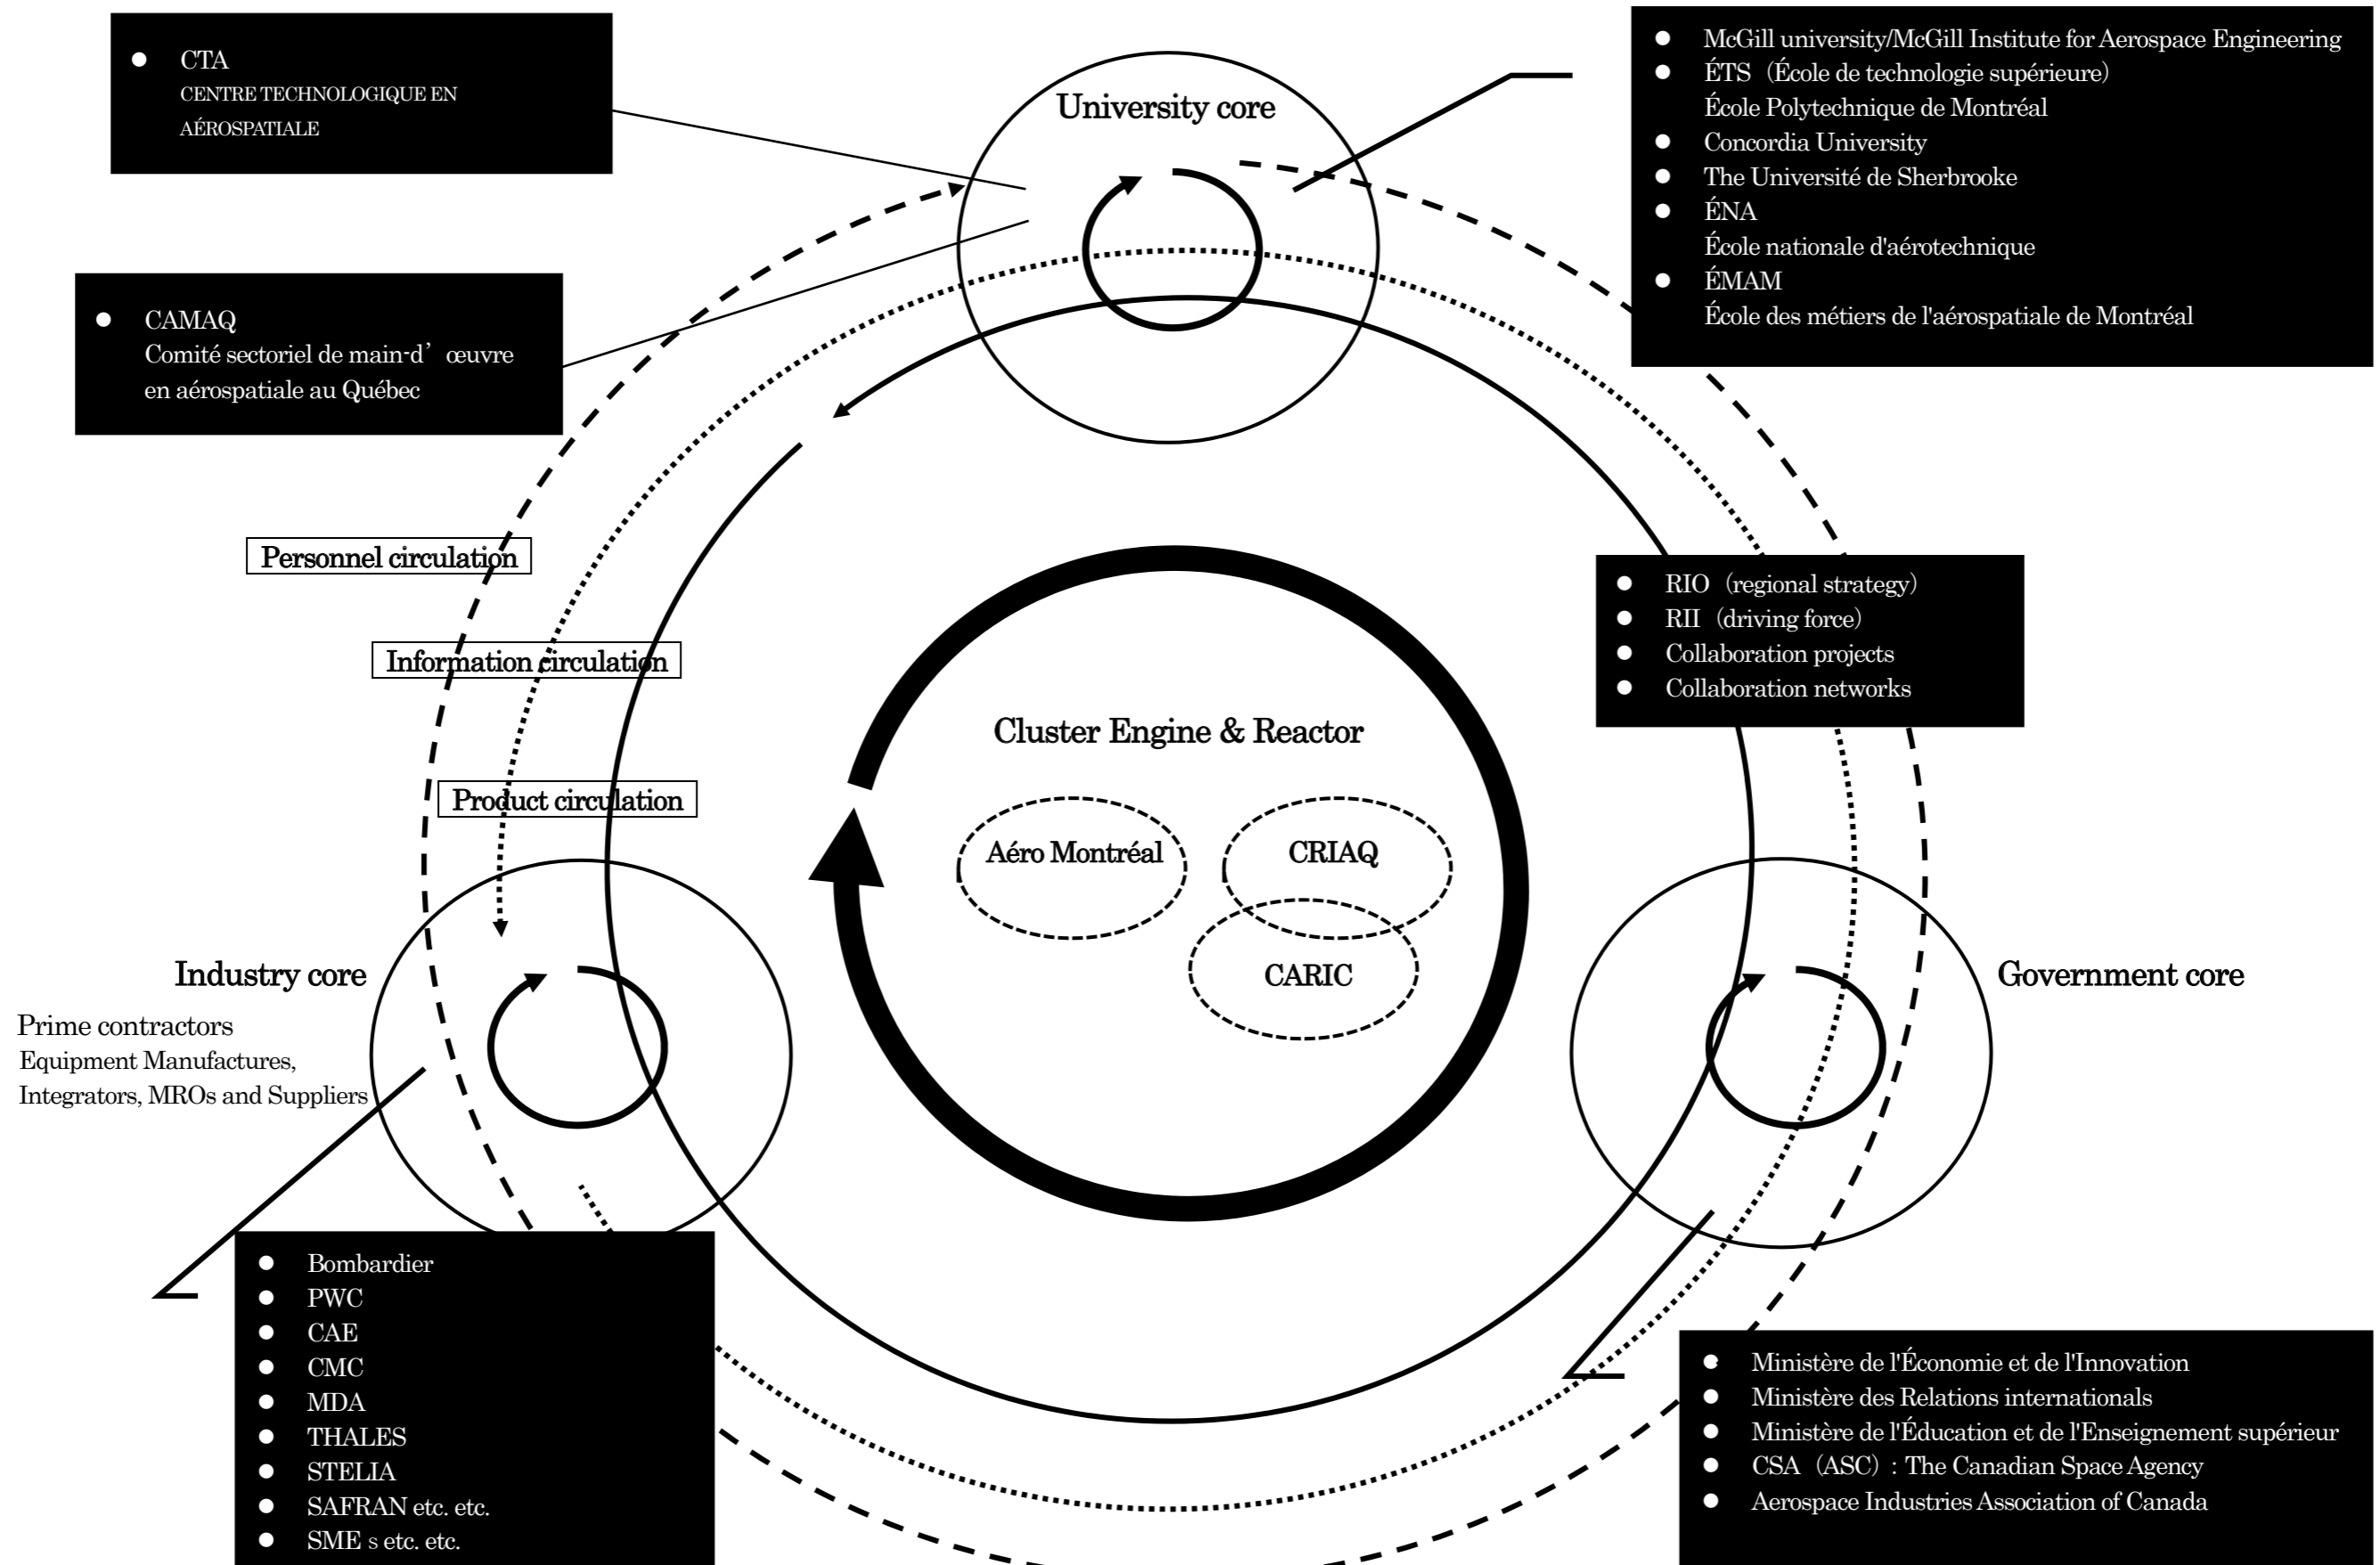 CTA
CENTRE TECHNOLOGIQUE EN
AÉROSPATIALE
University core
McGill university/McGill Institute for Aerospace Engineering
ÉTS（École de technologie supérieure）
École Polytechnique de Montréal
Concordia University
The Université de Sherbrooke
ÉNA
École nationale d'aérotechnique
ÉMAM
École des métiers de l'aérospatiale de Montréal
CAMAQ
Comité sectoriel de main-d’œuvre
en aérospatiale au Québec
Personnel circulation
Information circulation
Product circulation
RIO（regional strategy）
RII（driving force）
Collaboration projects
Collaboration networks
Cluster Engine & Reactor
Aéro Montréal
CRIAQ
CARIC
Industry core
Prime contractors
Equipment Manufactures,
Integrators, MROs and Suppliers
Government core
Bombardier
PWC
CAE
CMC
MDA
THALES
STELIA
SAFRAN etc. etc.
SME s etc. etc.
Ministère de l'Économie et de l'Innovation
Ministère des Relations internationals
Ministère de l'Éducation et de l'Enseignement supérieur
CSA（ASC）: The Canadian Space Agency
Aerospace Industries Association of Canada